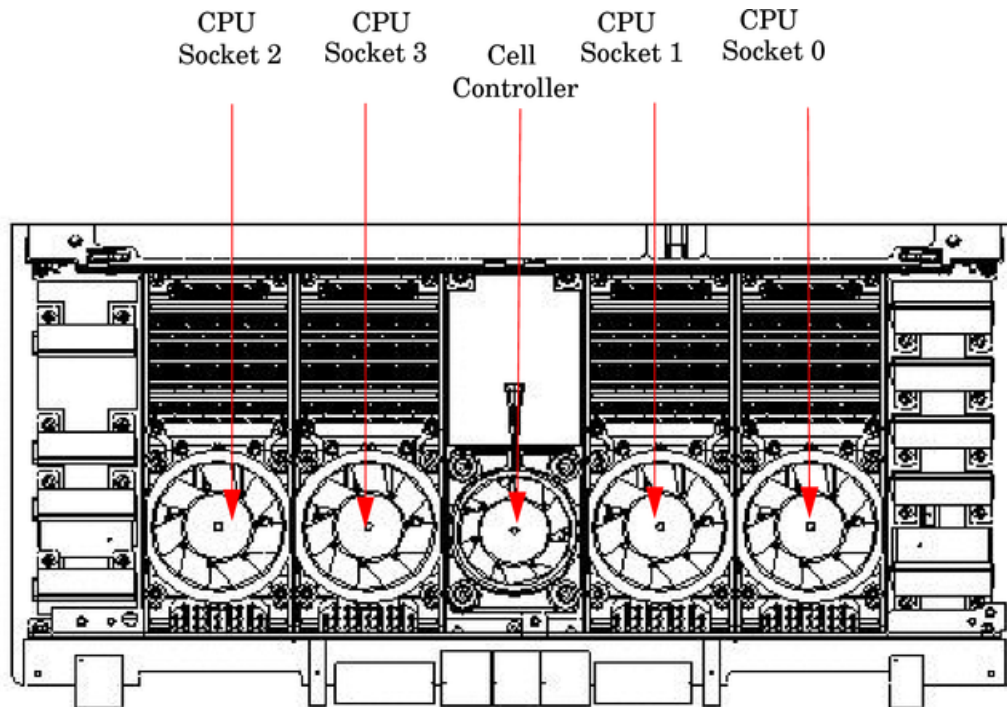 CPU
Socket 2
CPU
Socket 3
Cell
Controller
CPU
Socket 1
CPU
Socket 0